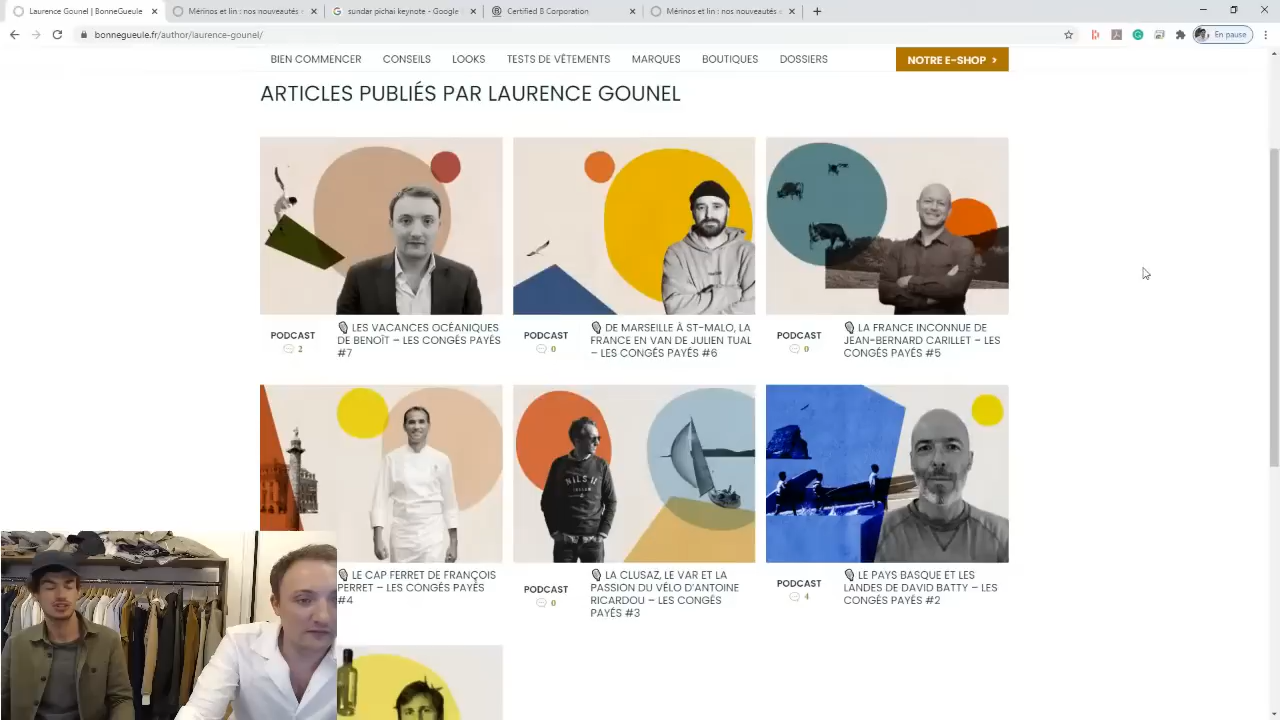 Laurence Gounel | BonneGueule.fr
Mérinos et lin : nos nouveautés
sundar pichai keynote - Google
Certified B Corporation
Mérinos et lin : nos nouveautés
bonnegueule.fr/author/laurence-gounel/
En pause
BIEN COMMENCER CONSEILS LOOKS TESTS DE VÊTEMENTS MARQUES BOUTIQUES DOSSIERS NOTRE E-SHOP >
ARTICLES PUBLIÉS PAR LAURENCE GOUNEL
PODCAST
2
LES VACANCES OCÉANIQUES
DE BENOÎT – LES CONGÉS PAYÉS
#7
PODCAST
0
DE MARSEILLE À ST-MALO, LA
FRANCE EN VAN DE JULIEN TUAL
– LES CONGÉS PAYÉS #6
PODCAST
0
LA FRANCE INCONNUE DE
JEAN-BERNARD CARILLET – LES
CONGÉS PAYÉS #5
LE CAP FERRET DE FRANÇOIS
PERRET – LES CONGÉS PAYÉS
#4
NILS II
PODCAST
0
LA CLUSAZ, LE VAR ET LA
PASSION DU VÉLO D'ANTOINE
RICARDOU – LES CONGÉS
PAYÉS #3
PODCAST
4
LE PAYS BASQUE ET LES
LANDES DE DAVID BATTY – LES
CONGÉS PAYÉS #2